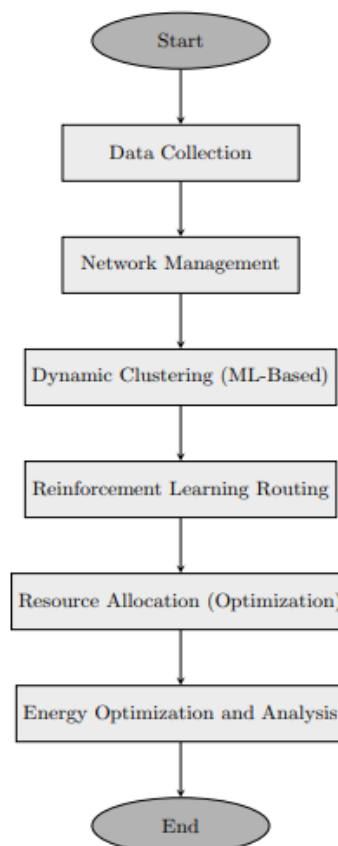 Start
Data Collection
Network Management
Dynamic Clustering (ML-Based)
Reinforcement Learning Routing
Resource Allocation (Optimization)
Energy Optimization and Analysis
End